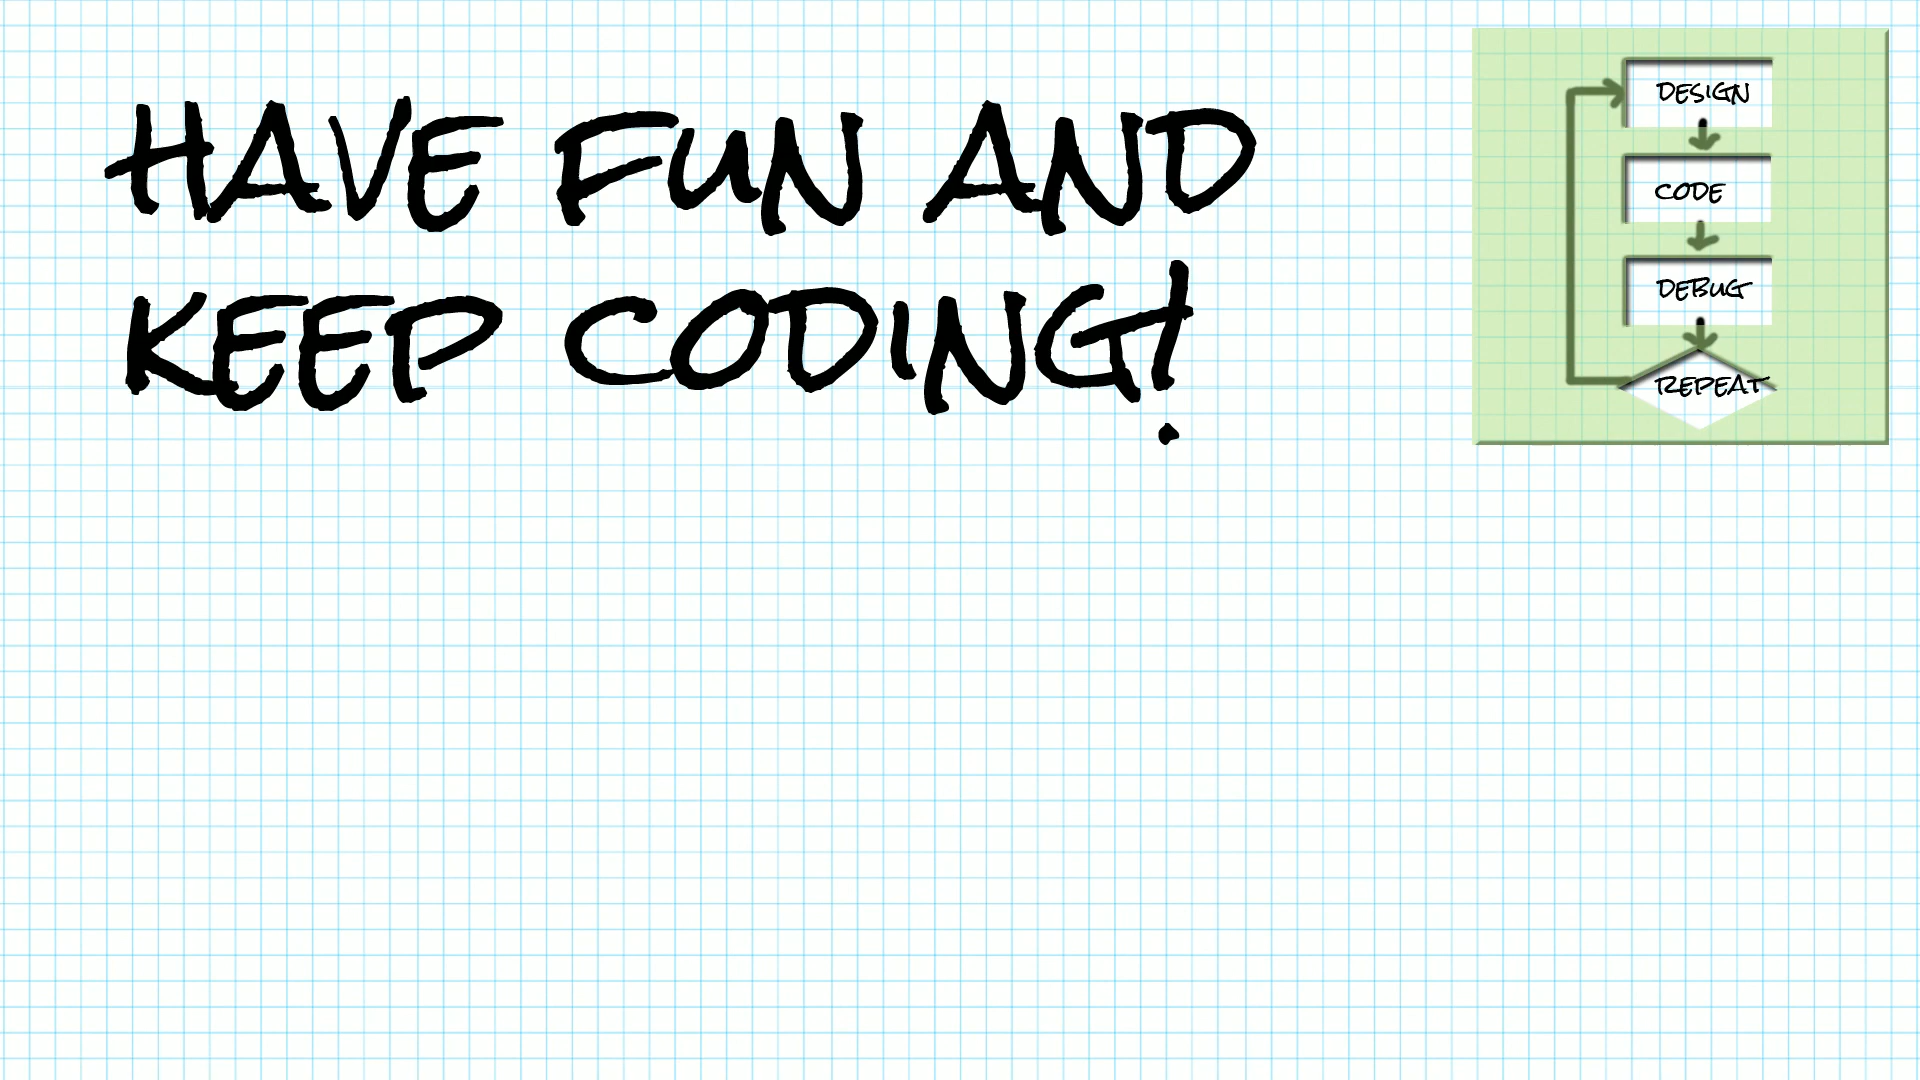 HAVE FUN AND
KEEP CODING!
DESIGN
CODE
DEBUG
REPEAT